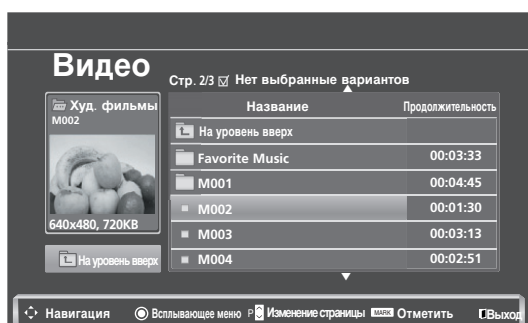 Видео
Стр. 2/3 Нет выбранные вариантов
Худ. фильмы
M002
640x480, 720KB
На уровень вверх
Название Продолжительность
На уровень вверх
Favorite Music 00:03:33
M001 00:04:45
M002 00:01:30
M003 00:03:13
M004 00:02:51
Навигация Всплывающее меню P Изменение страницы MARK Отметить Выход